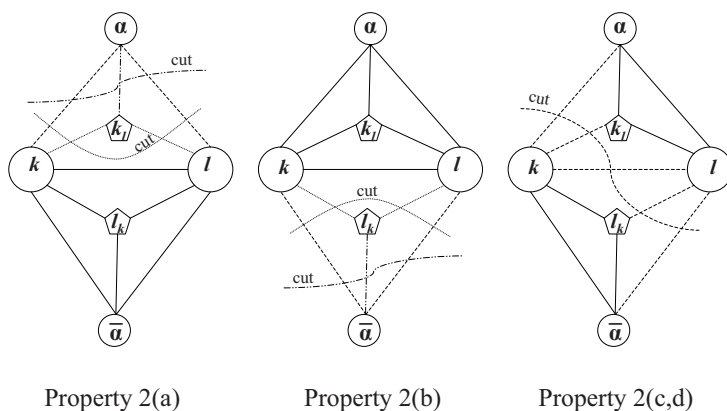 α α α
cut
cut
k_l k_l k_l
cut
k l k l k l
cut
l_k l_k l_k
cut
ᾱ ᾱ ᾱ
Property 2(a) Property 2(b) Property 2(c,d)